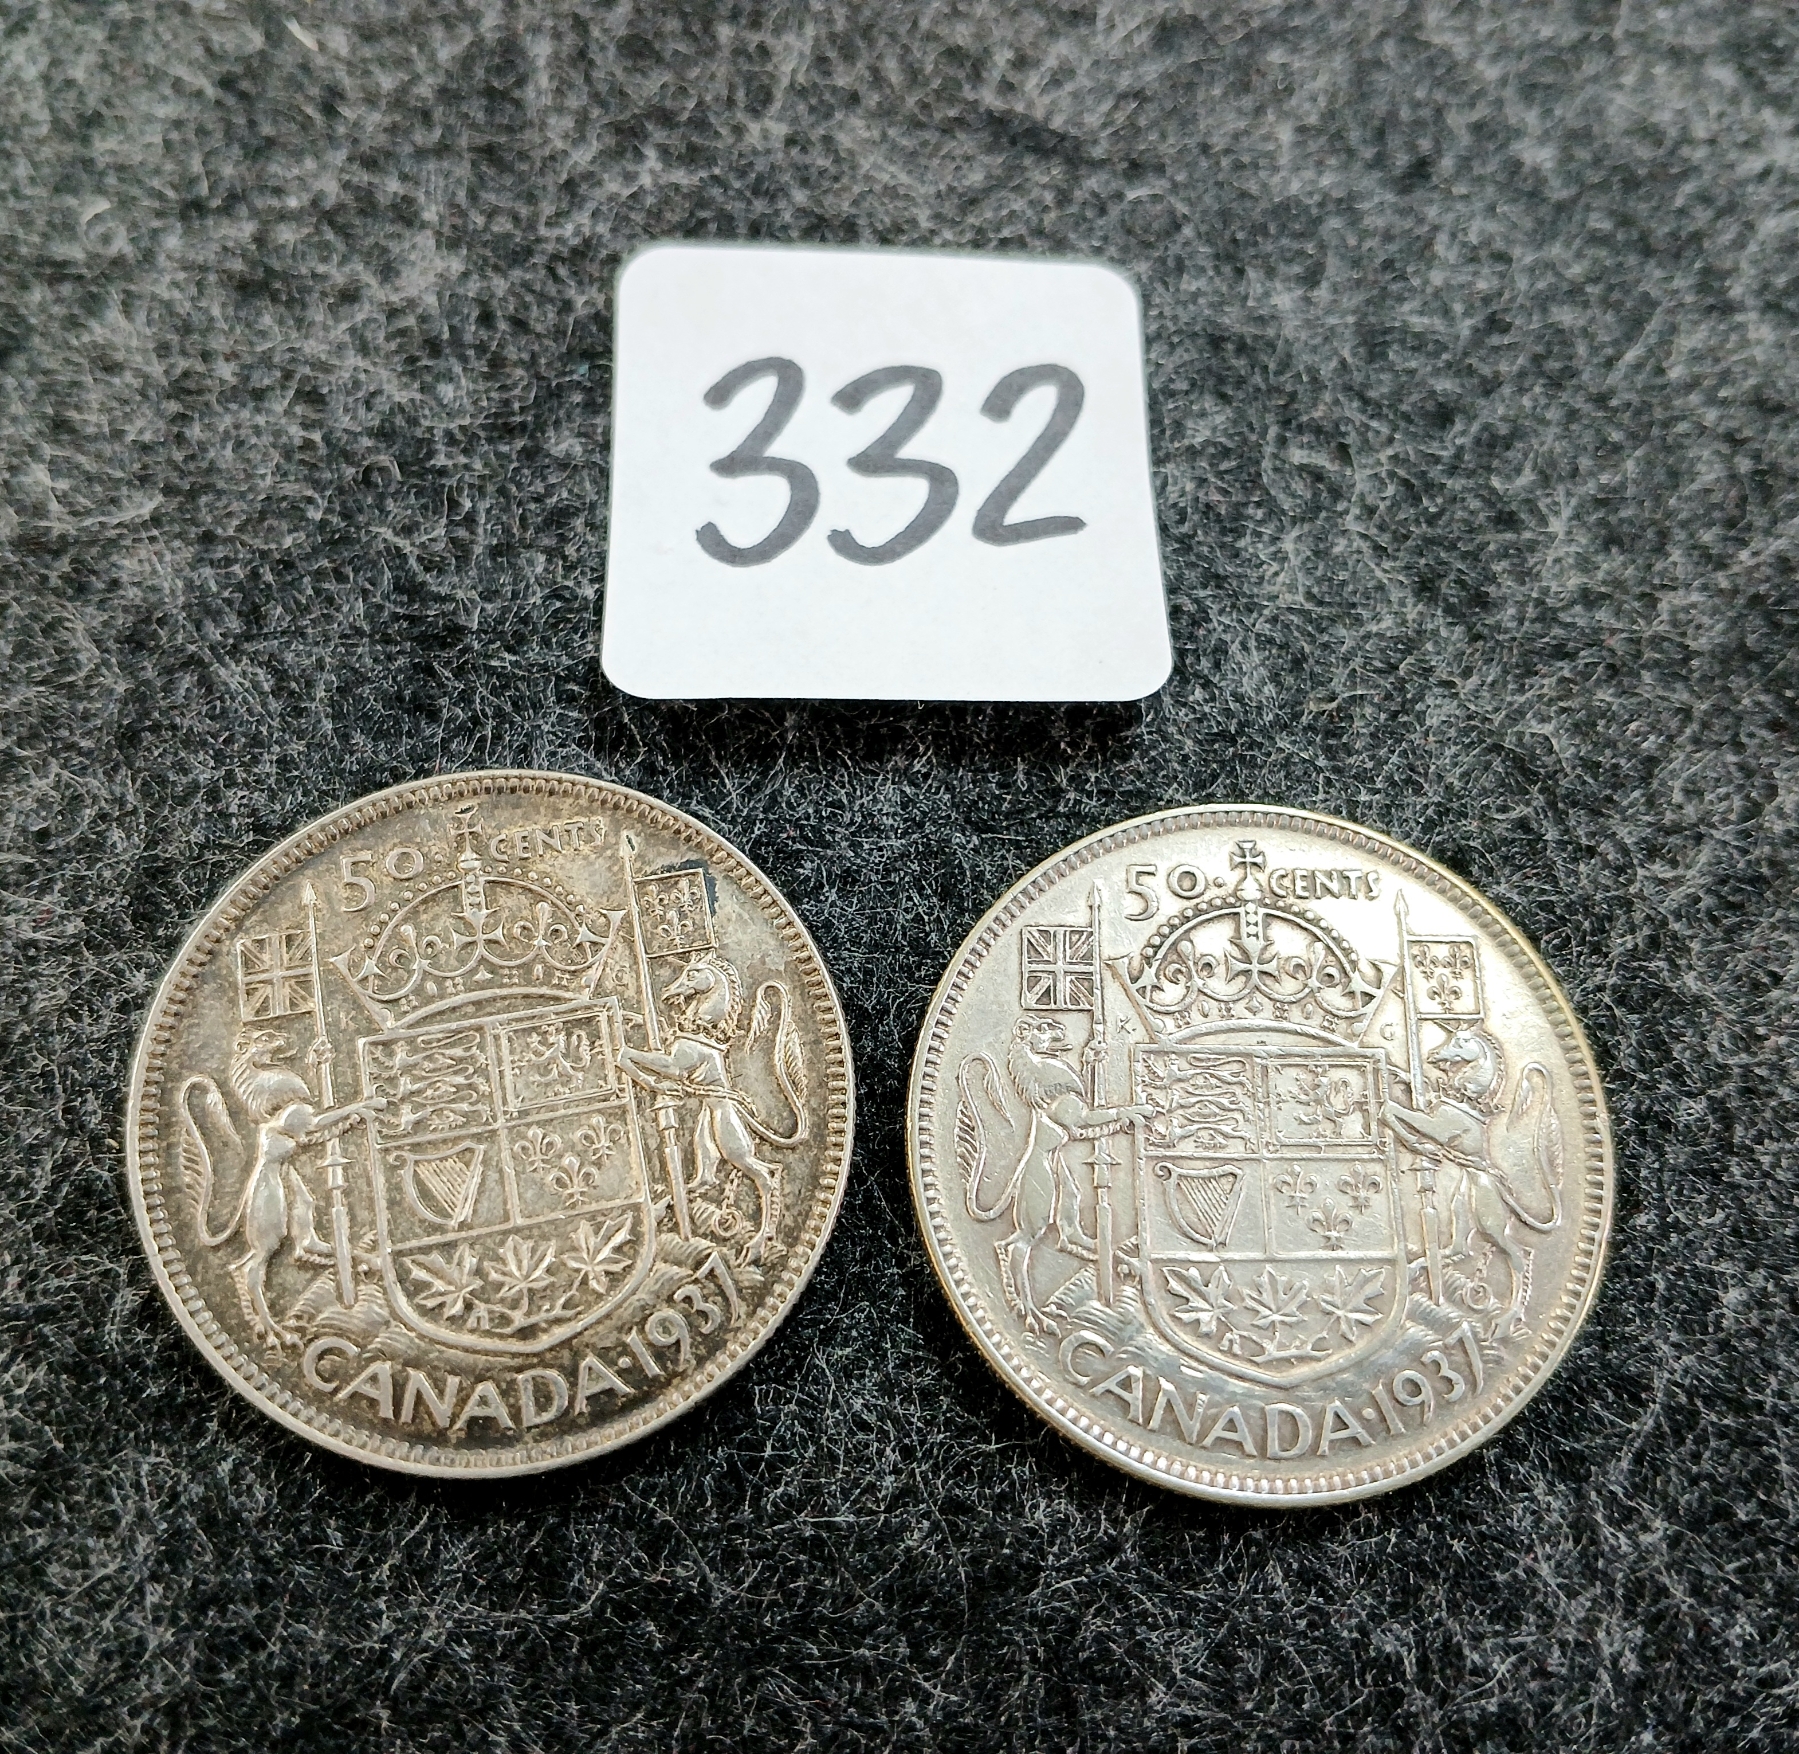 332
50 · CENTS
K. G
CANADA · 1937
50 · CENTS
K. G
CANADA · 1937